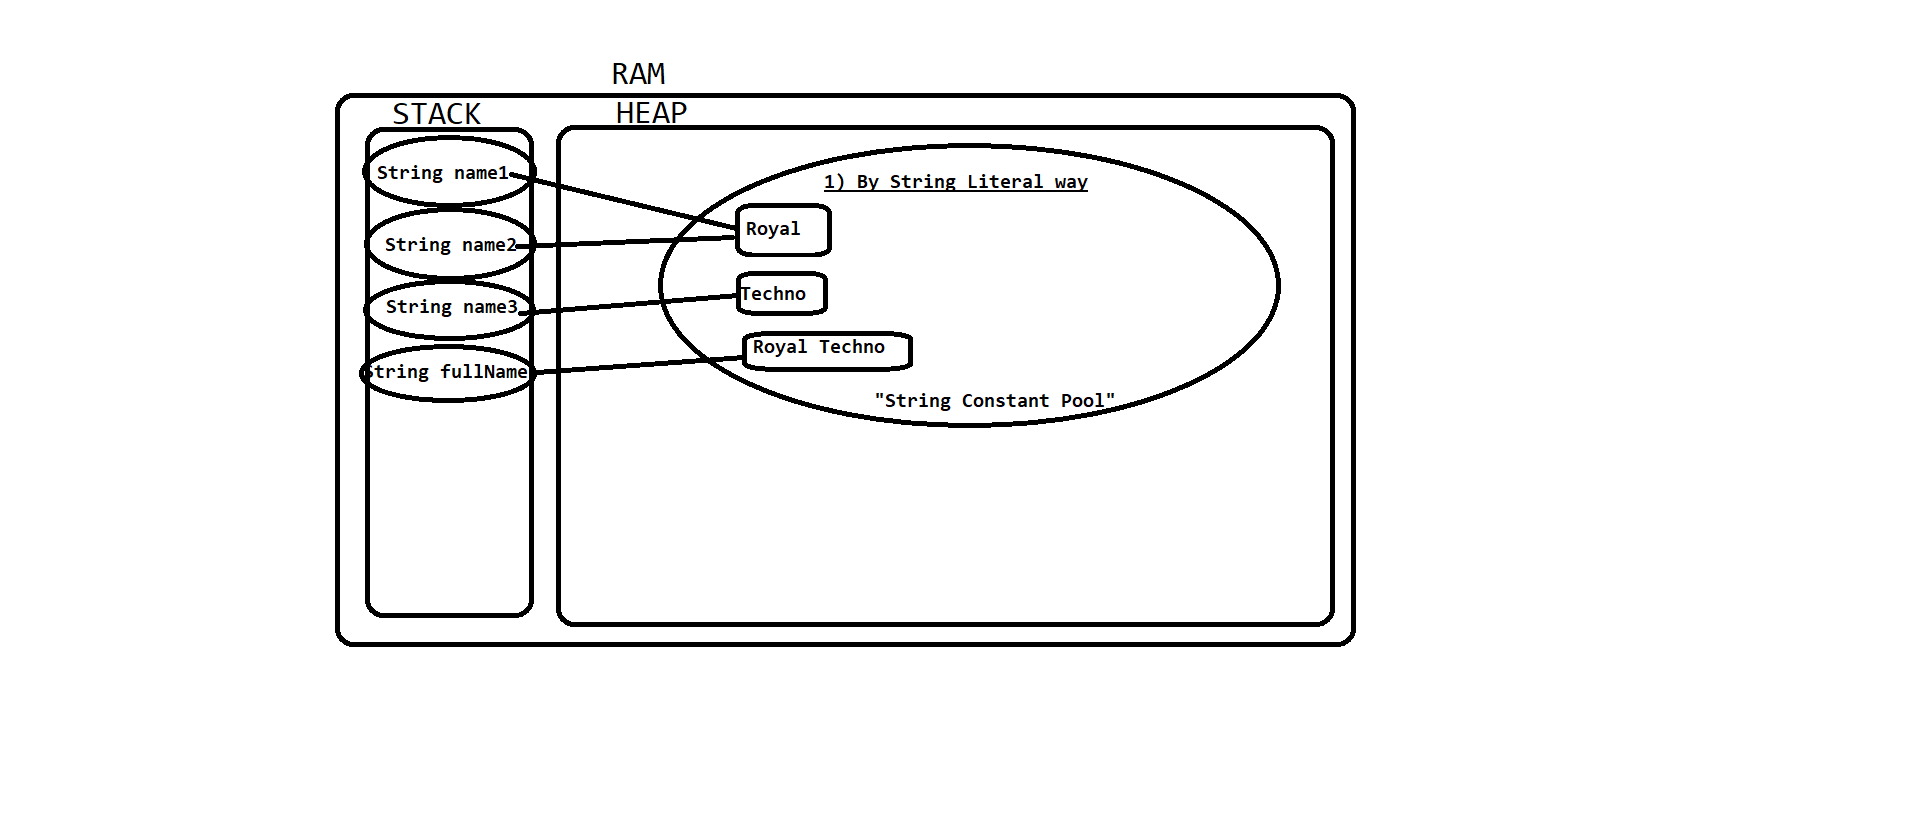 RAM
STACK
HEAP
String name1
String name2
String name3
String fullName
1) By String Literal way
Royal
Techno
Royal Techno
"String Constant Pool"